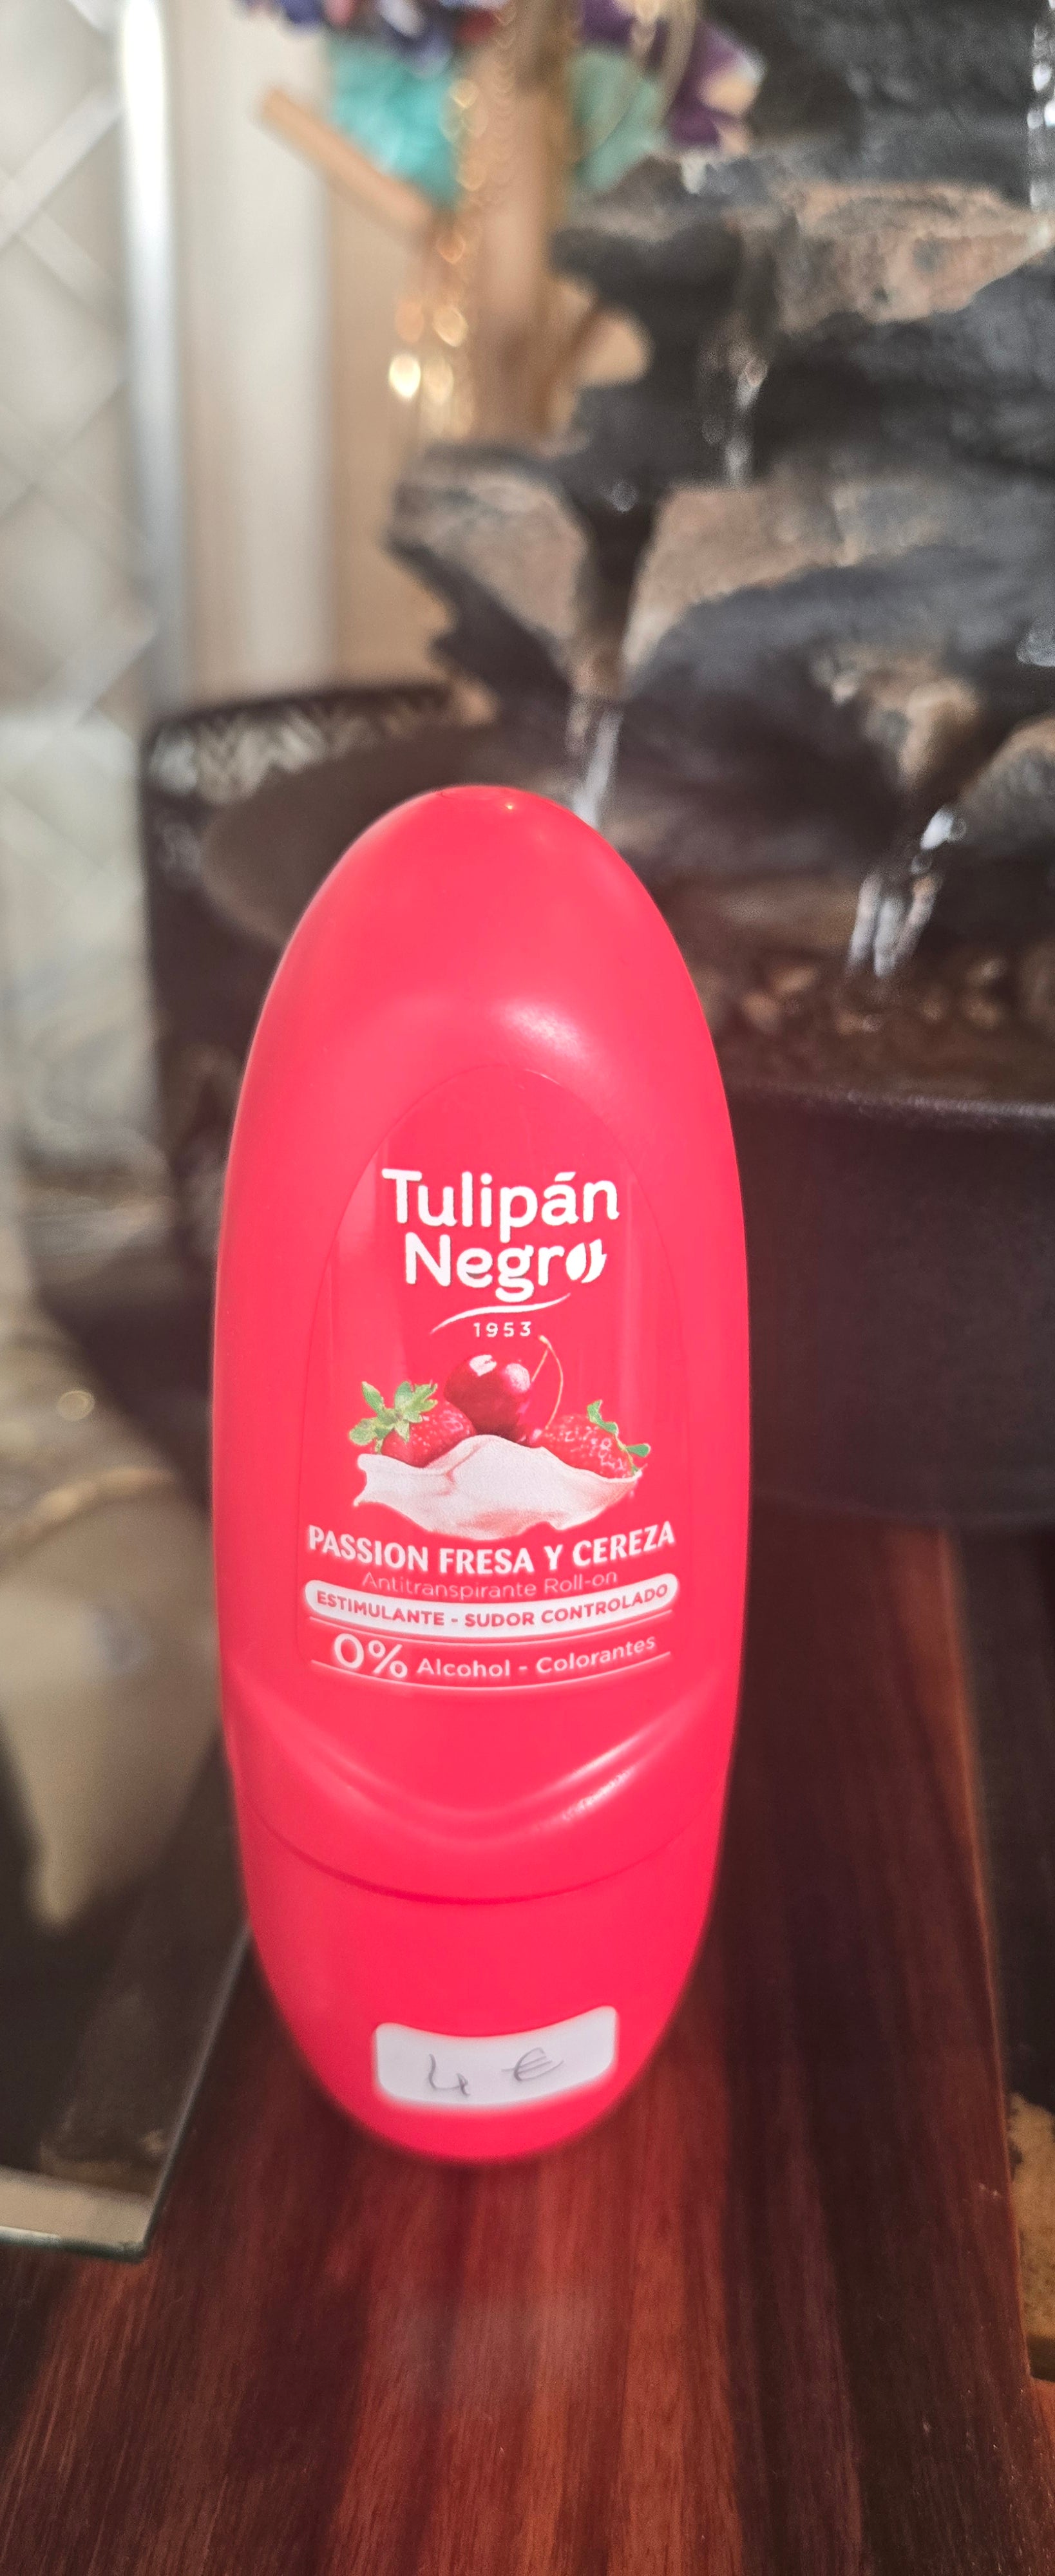 Tulipán
Negro
1953
PASSION FRESA Y CEREZA
Antitranspirante Roll-on
ESTIMULANTE - SUDOR CONTROLADO
0% Alcohol - Colorantes
4 €